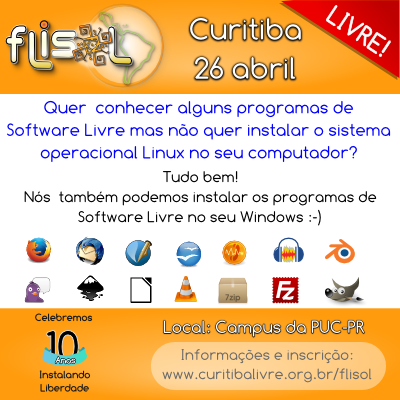 flisol
Curitiba
26 abril
LIVRE!
Quer conhecer alguns programas de
Software Livre mas não quer instalar o sistema
operacional Linux no seu computador?
Tudo bem!
Nós também podemos instalar os programas de
Software Livre no seu Windows :-)
7zip
Fz
Celebremos
10
Anos
Instalando
Liberdade
Local: Campus da PUC-PR
Informações e inscrição:
www.curitibalivre.org.br/flisol